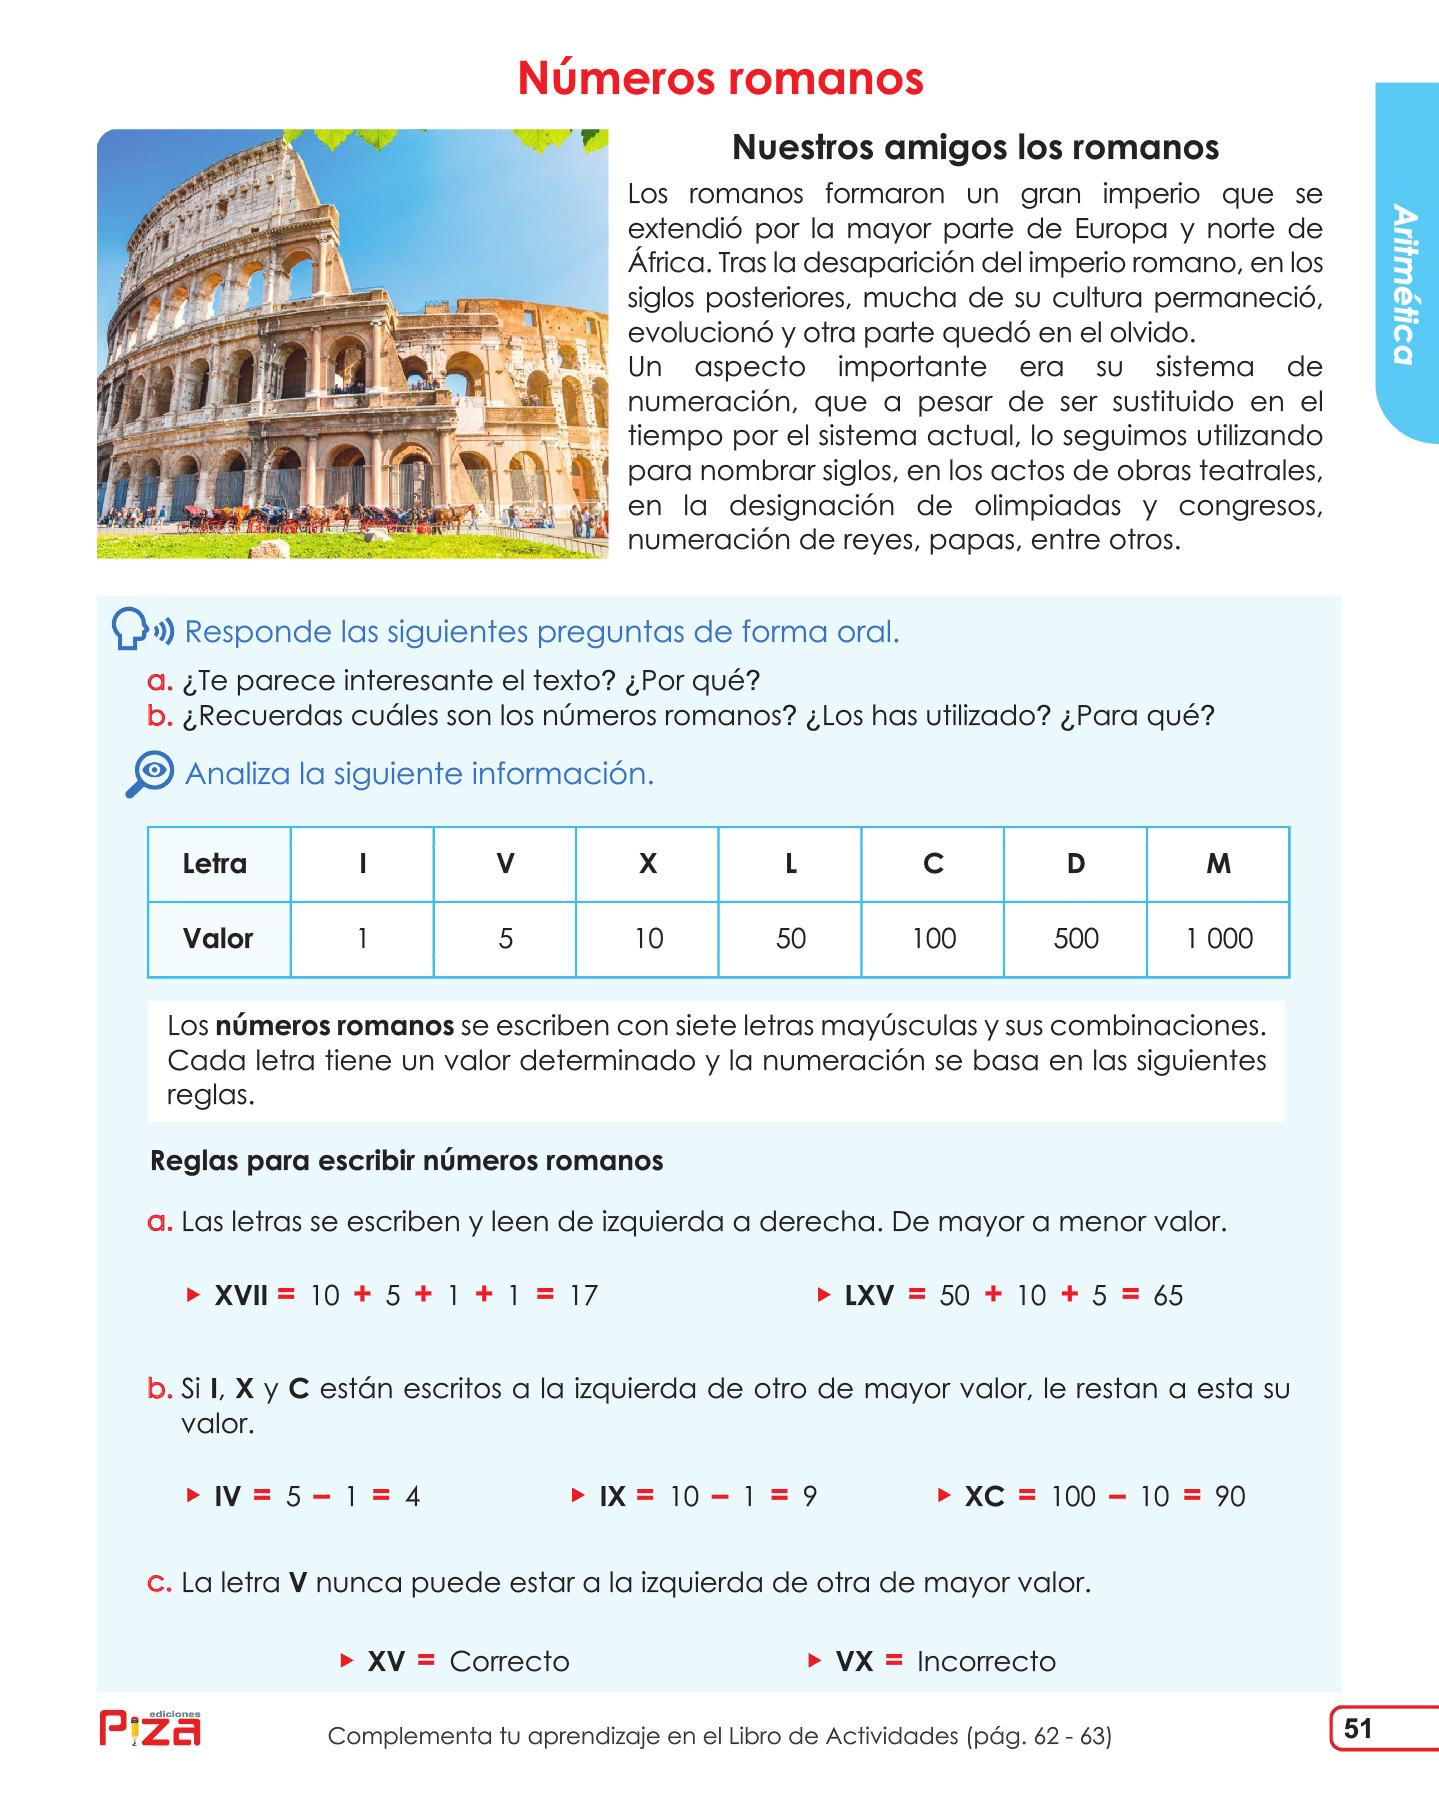 Números romanos
Aritmética
Nuestros amigos los romanos
Los romanos formaron un gran imperio que se
extendió por la mayor parte de Europa y norte de
África. Tras la desaparición del imperio romano, en los
siglos posteriores, mucha de su cultura permaneció,
evolucionó y otra parte quedó en el olvido.
Un aspecto importante era su sistema de
numeración, que a pesar de ser sustituido en el
tiempo por el sistema actual, lo seguimos utilizando
para nombrar siglos, en los actos de obras teatrales,
en la designación de olimpiadas y congresos,
numeración de reyes, papas, entre otros.
Responde las siguientes preguntas de forma oral.
a. ¿Te parece interesante el texto? ¿Por qué?
b. ¿Recuerdas cuáles son los números romanos? ¿Los has utilizado? ¿Para qué?
Analiza la siguiente información.
Letra I V X L C D M
Valor 1 5 10 50 100 500 1 000
Los números romanos se escriben con siete letras mayúsculas y sus combinaciones.
Cada letra tiene un valor determinado y la numeración se basa en las siguientes
reglas.
Reglas para escribir números romanos
a. Las letras se escriben y leen de izquierda a derecha. De mayor a menor valor.
XVII = 10 + 5 + 1 + 1 = 17 LXV = 50 + 10 + 5 = 65
b. Si I, X y C están escritos a la izquierda de otro de mayor valor, le restan a esta su
valor.
IV = 5 – 1 = 4 IX = 10 – 1 = 9 XC = 100 – 10 = 90
c. La letra V nunca puede estar a la izquierda de otra de mayor valor.
XV = Correcto VX = Incorrecto
ediciones
Piza
Complementa tu aprendizaje en el Libro de Actividades (pág. 62 - 63)
51